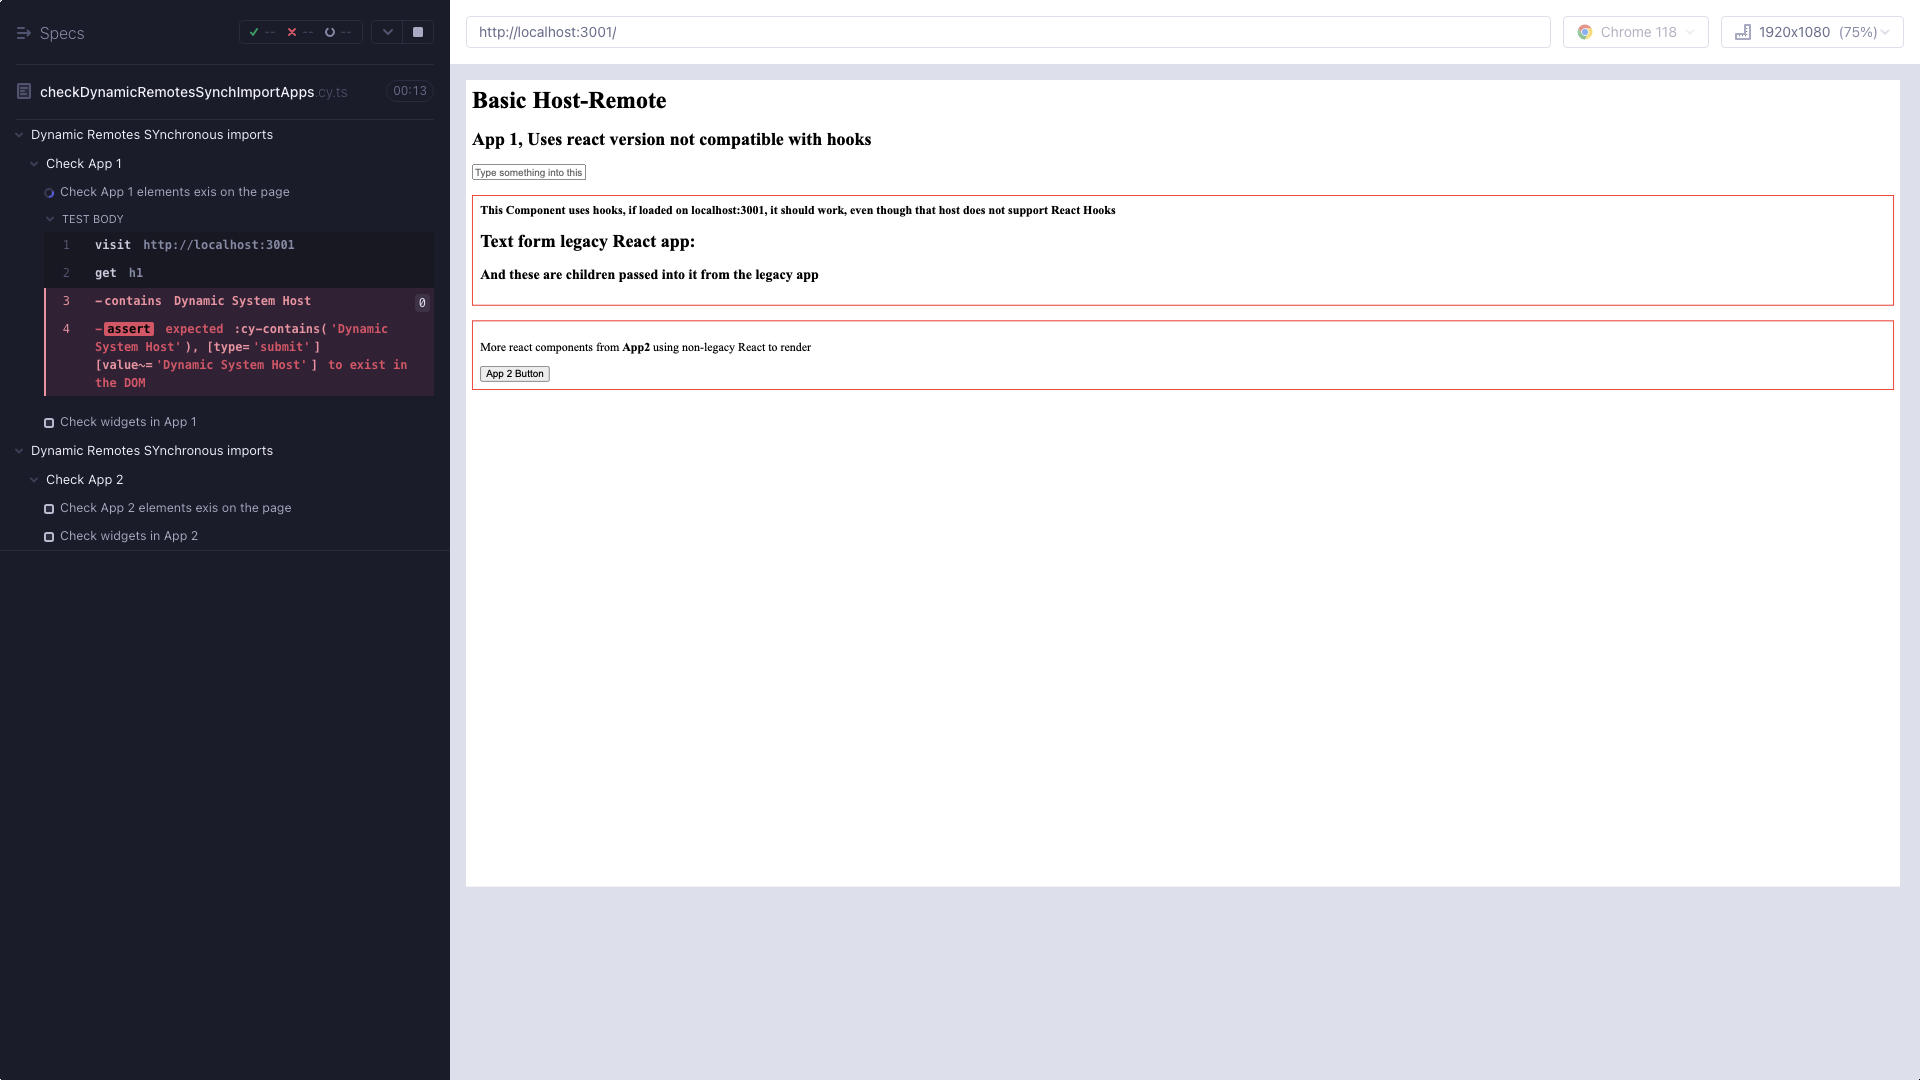 Specs
-- -- --
checkDynamicRemotesSynchImportApps.cy.ts 00:13
Dynamic Remotes SYnchronous imports
Check App 1
Check App 1 elements exis on the page
TEST BODY
1 visit http://localhost:3001
2 get h1
3 -contains Dynamic System Host 0
4 -assert expected :cy-contains('Dynamic
System Host'), [type='submit']
[value~='Dynamic System Host'] to exist in
the DOM
Check widgets in App 1
Dynamic Remotes SYnchronous imports
Check App 2
Check App 2 elements exis on the page
Check widgets in App 2
http://localhost:3001/
Chrome 118
1920x1080 (75%)
Basic Host-Remote
App 1, Uses react version not compatible with hooks
Type something into this
This Component uses hooks, if loaded on localhost:3001, it should work, even though that host does not support React Hooks
Text form legacy React app:
And these are children passed into it from the legacy app
More react components from App2 using non-legacy React to render
App 2 Button